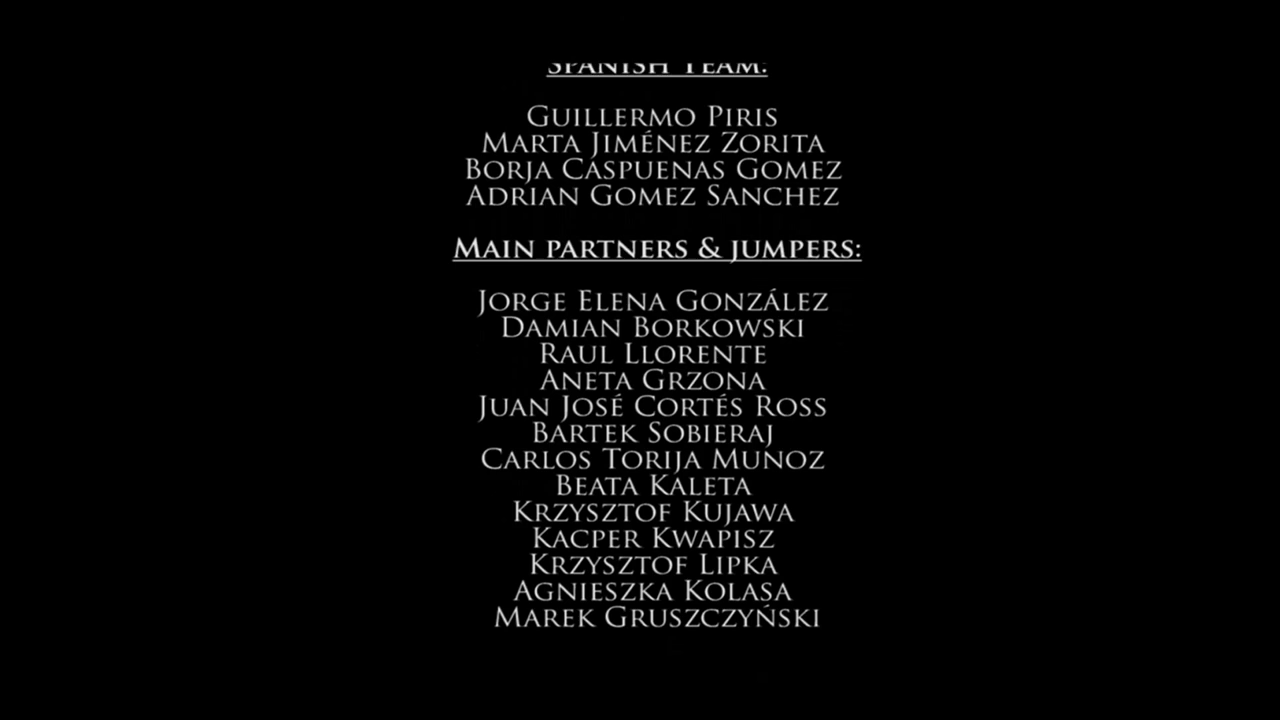 SPANISH TEAM:
GUILLERMO PIRIS
MARTA JIMÉNEZ ZORITA
BORJA CASPUENAS GOMEZ
ADRIAN GOMEZ SANCHEZ
MAIN PARTNERS & JUMPERS:
JORGE ELENA GONZÁLEZ
DAMIAN BORKOWSKI
RAUL LLORENTE
ANETA GRZONA
JUAN JOSÉ CORTÉS ROSS
BARTEK SOBIERAJ
CARLOS TORIJA MUNOZ
BEATA KALETA
KRZYSZTOF KUJAWA
KACPER KWAPISZ
KRZYSZTOF LIPKA
AGNIESZKA KOLASA
MAREK GRUSZCZYŃSKI